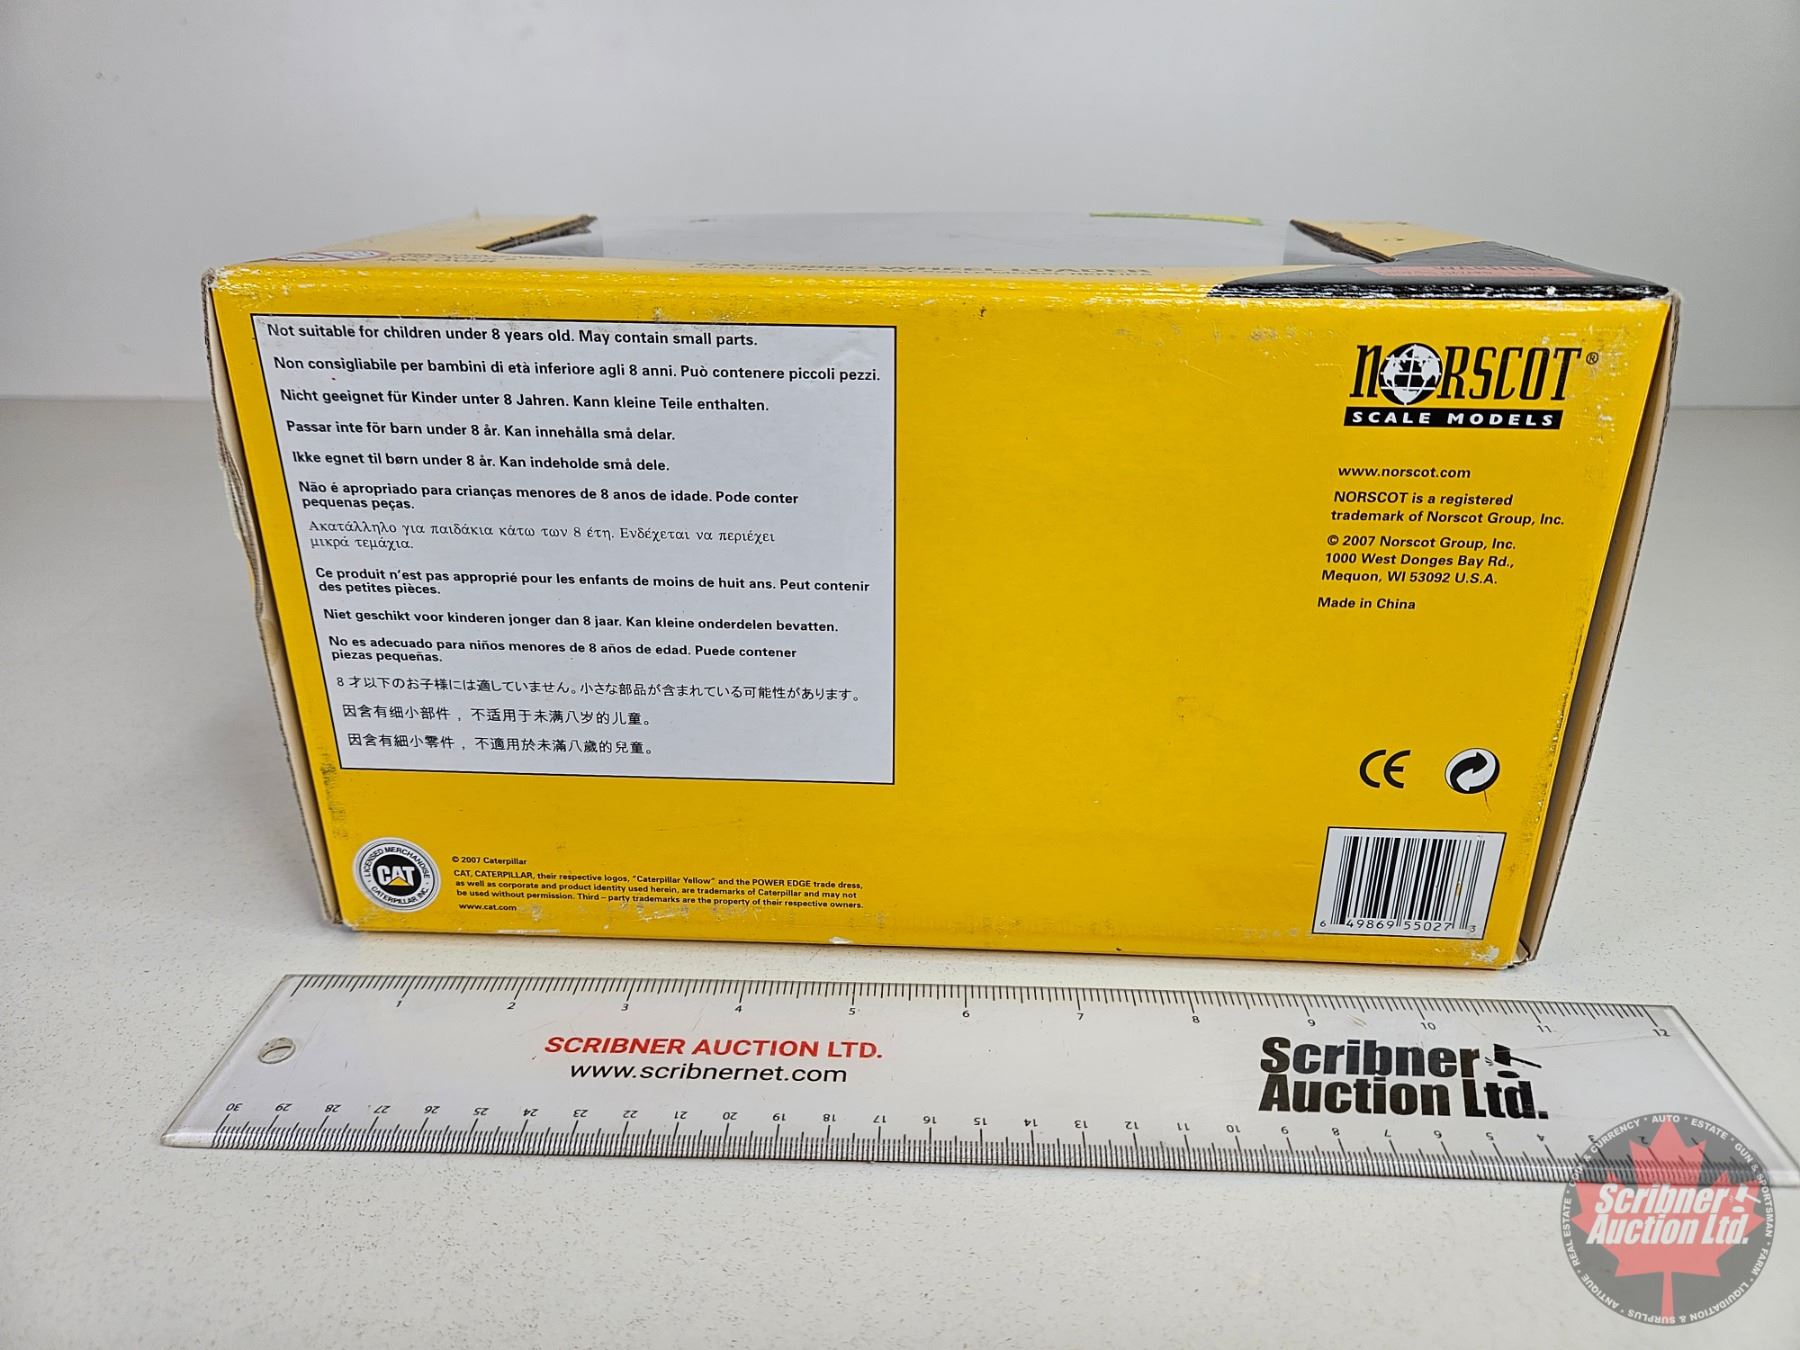 WHEEL LOADER
Not suitable for children under 8 years old. May contain small parts.
Non consigliabile per bambini di età inferiore agli 8 anni. Può contenere piccoli pezzi.
Nicht geeignet für Kinder unter 8 Jahren. Kann kleine Teile enthalten.
Passar inte för barn under 8 år. Kan innehålla små delar.
Ikke egnet til børn under 8 år. Kan indeholde små dele.
Não é apropriado para crianças menores de 8 anos de idade. Pode conter
pequenas peças.
Ακατάλληλο για παιδάκια κάτω των 8 έτη. Ενδέχεται να περιέχει
μικρά τεμάχια.
Ce produit n'est pas approprié pour les enfants de moins de huit ans. Peut contenir
des petites pièces.
Niet geschikt voor kinderen jonger dan 8 jaar. Kan kleine onderdelen bevatten.
No es adecuado para niños menores de 8 años de edad. Puede contener
piezas pequeñas.
8 才以下のお子様には適していません。小さな部品が含まれている可能性があります。
因含有细小部件，不适用于未满八岁的儿童。
因含有細小零件，不適用於未滿八歲的兒童。
NORSCOT®
SCALE MODELS
www.norscot.com
NORSCOT is a registered
trademark of Norscot Group, Inc.
© 2007 Norscot Group, Inc.
1000 West Donges Bay Rd.,
Mequon, WI 53092 U.S.A.
Made in China
CE
6 49869 55027 3
LICENSED MERCHANDISE
CAT
CATERPILLAR INC.
© 2007 Caterpillar
CAT, CATERPILLAR, their respective logos, "Caterpillar Yellow" and the POWER EDGE trade dress,
as well as corporate and product identity used herein, are trademarks of Caterpillar and may not
be used without permission. Third – party trademarks are the property of their respective owners.
www.cat.com
1 2 3 4 5 6 7 8 9 10 11 12
SCRIBNER AUCTION LTD.
www.scribnernet.com
Scribner
Auction Ltd.
30 29 28 27 26 25 24 23 22 21 20 19 18 17 16 15 14 13 12 11 10 9 8 7 6 5 4 3 2
Scribner
Auction Ltd.
CURRENCY • AUTO • ESTATE • GUN & SPORTSMAN • FARM • LIQUIDATION & SURPLUS • ANTIQUE • REAL ESTATE